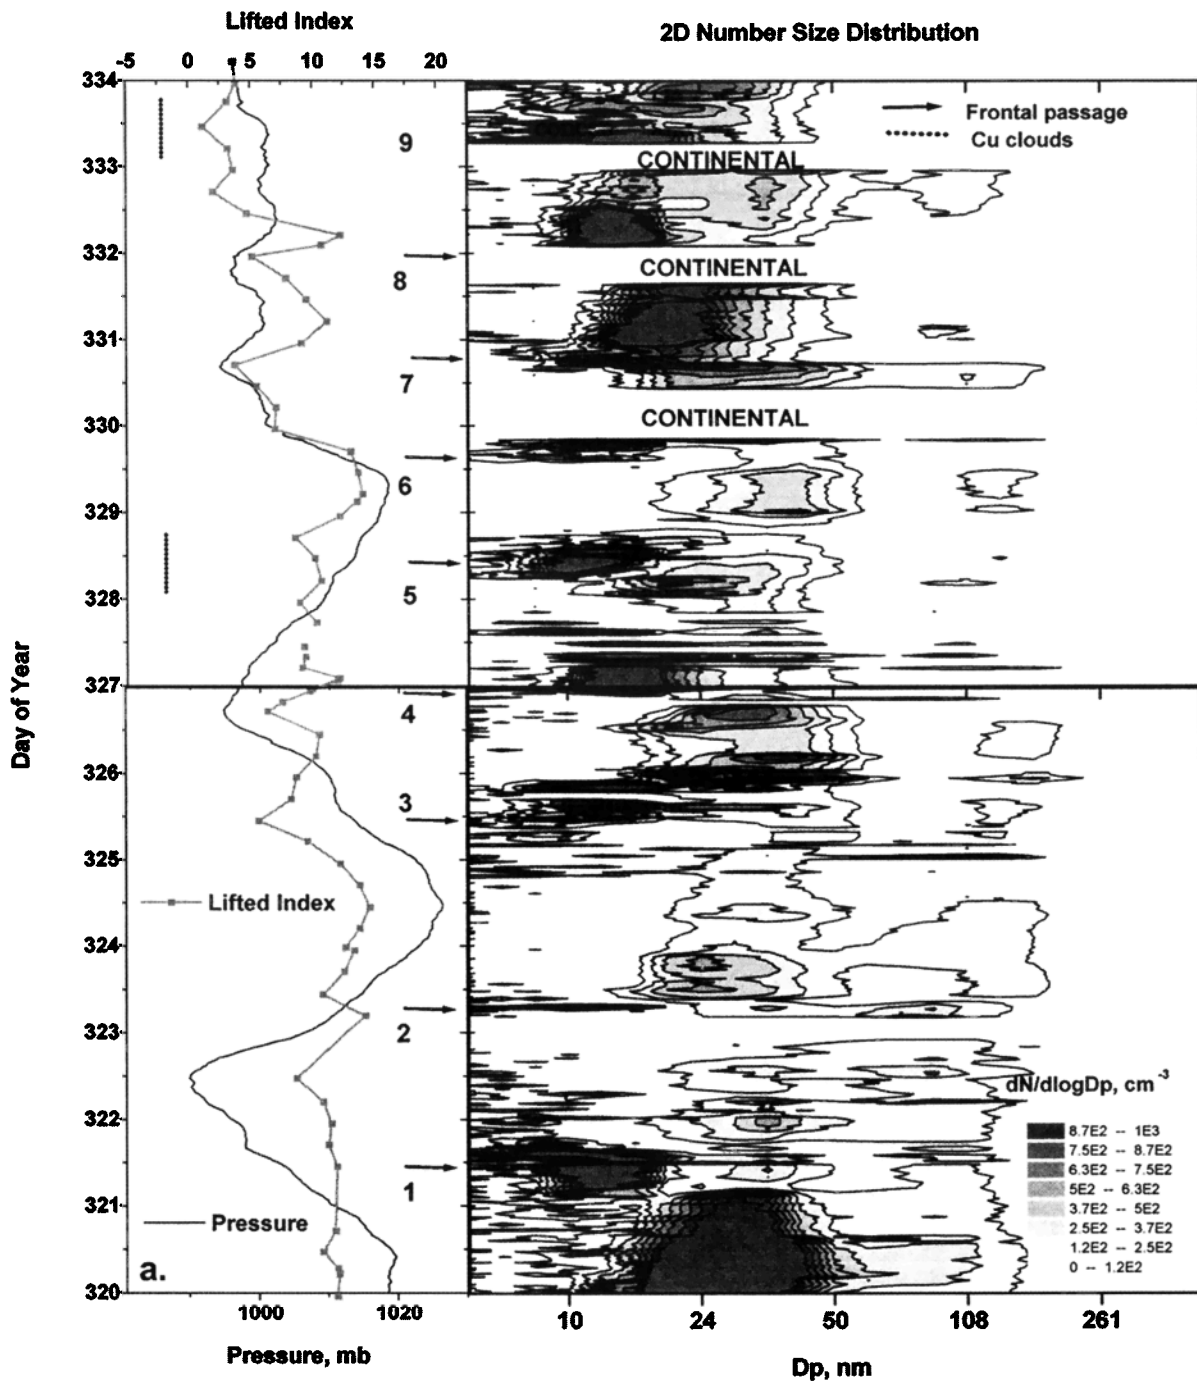 Lifted Index
2D Number Size Distribution
-5 0 5 10 15 20
334
Frontal passage
Cu clouds
9
CONTINENTAL
333
332
8
CONTINENTAL
331
7
330
CONTINENTAL
6
329
328
5
Day of Year
327
4
326
3
325
Lifted Index
324
323
2
dN/dlogDp, cm-3
322
8.7E2 -- 1E3
7.5E2 -- 8.7E2
6.3E2 -- 7.5E2
5E2 -- 6.3E2
3.7E2 -- 5E2
2.5E2 -- 3.7E2
1.2E2 -- 2.5E2
0 -- 1.2E2
1
321
Pressure
a.
320
1000 1020
10 24 50 108 261
Pressure, mb
Dp, nm